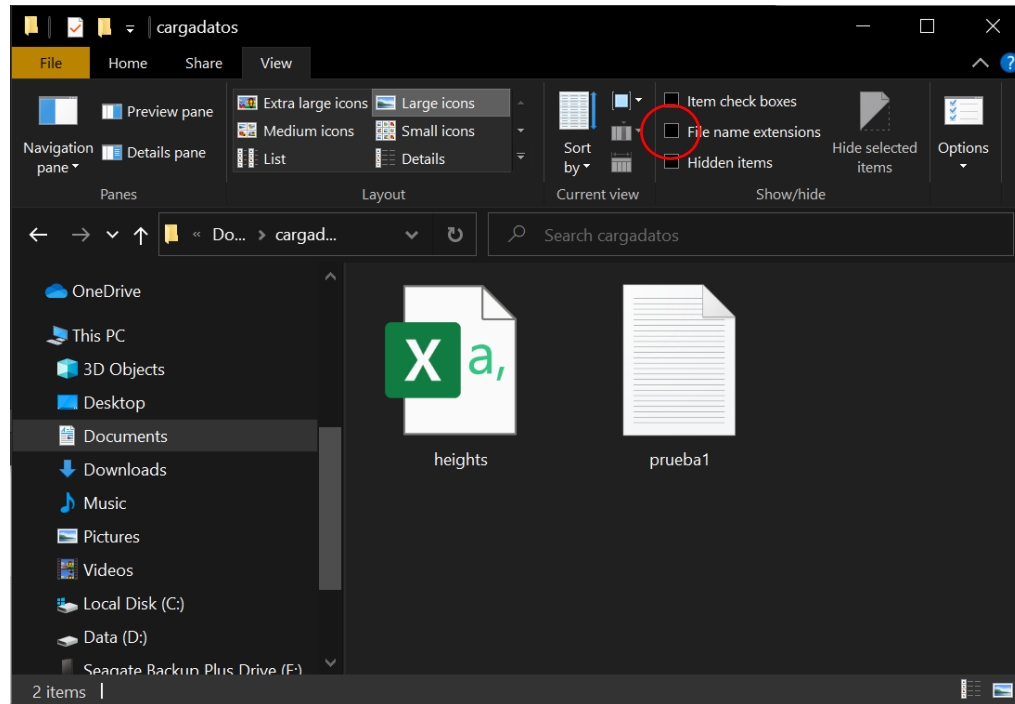 cargadatos
File Home Share View
Navigation pane
Preview pane
Details pane
Panes
Extra large icons Large icons
Medium icons Small icons
List Details
Layout
Sort by
Current view
Item check boxes
File name extensions
Hidden items
Hide selected items
Show/hide
Options
« Do... > cargad...
Search cargadatos
OneDrive
This PC
3D Objects
Desktop
Documents
Downloads
Music
Pictures
Videos
Local Disk (C:)
Data (D:)
Seagate Backup Plus Drive (F:)
X a,
heights
prueba1
2 items